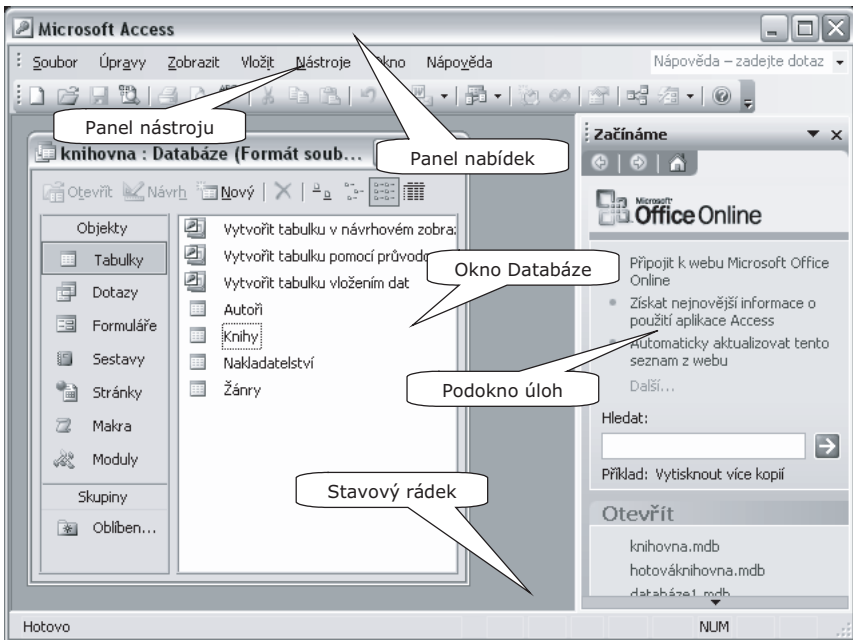 Microsoft Access
Soubor Úpravy Zobrazit Vložit Nástroje Okno Nápověda Nápověda – zadejte dotaz
Panel nástroju
Panel nabídek
knihovna : Databáze (Formát soub...
Otevřít Návrh Nový
Objekty
Tabulky
Dotazy
Formuláře
Sestavy
Stránky
Makra
Moduly
Skupiny
Oblíben...
Vytvořit tabulku v návrhovém zobra
Vytvořit tabulku pomocí průvodc
Vytvořit tabulku vložením dat
Autoři
Knihy
Nakladatelství
Žánry
Okno Databáze
Podokno úloh
Stavový rádek
Začínáme
Microsoft
Office Online
Připojit k webu Microsoft Office
Online
Získat nejnovější informace o
použití aplikace Access
Automaticky aktualizovat tento
seznam z webu
Další...
Hledat:
Příklad: Vytisknout více kopií
Otevřít
knihovna.mdb
hotováknihovna.mdb
databáze1.mdb
Hotovo NUM